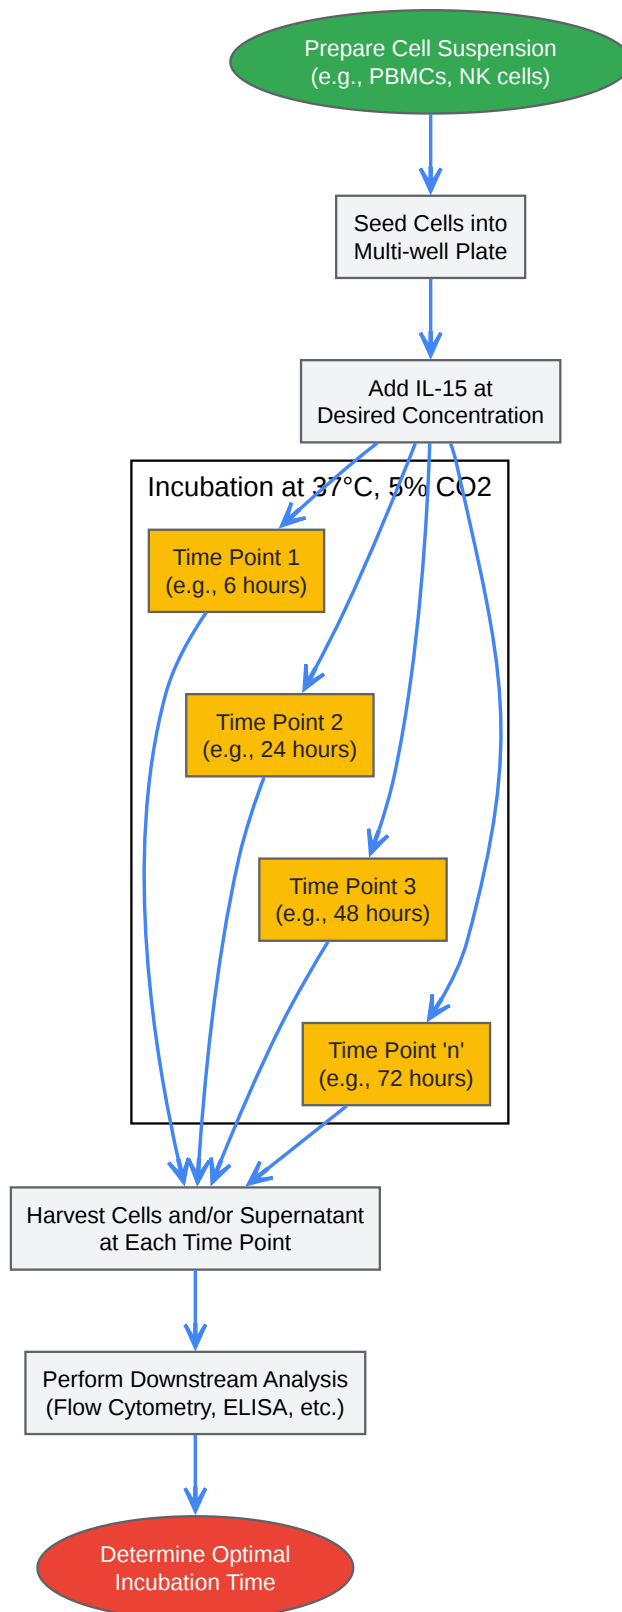 Prepare Cell Suspension
(e.g., PBMCs, NK cells)
Seed Cells into
Multi-well Plate
Add IL-15 at
Desired Concentration
Incubation at 37°C, 5% CO2
Time Point 1
(e.g., 6 hours)
Time Point 2
(e.g., 24 hours)
Time Point 3
(e.g., 48 hours)
Time Point 'n'
(e.g., 72 hours)
Harvest Cells and/or Supernatant
at Each Time Point
Perform Downstream Analysis
(Flow Cytometry, ELISA, etc.)
Determine Optimal
Incubation Time